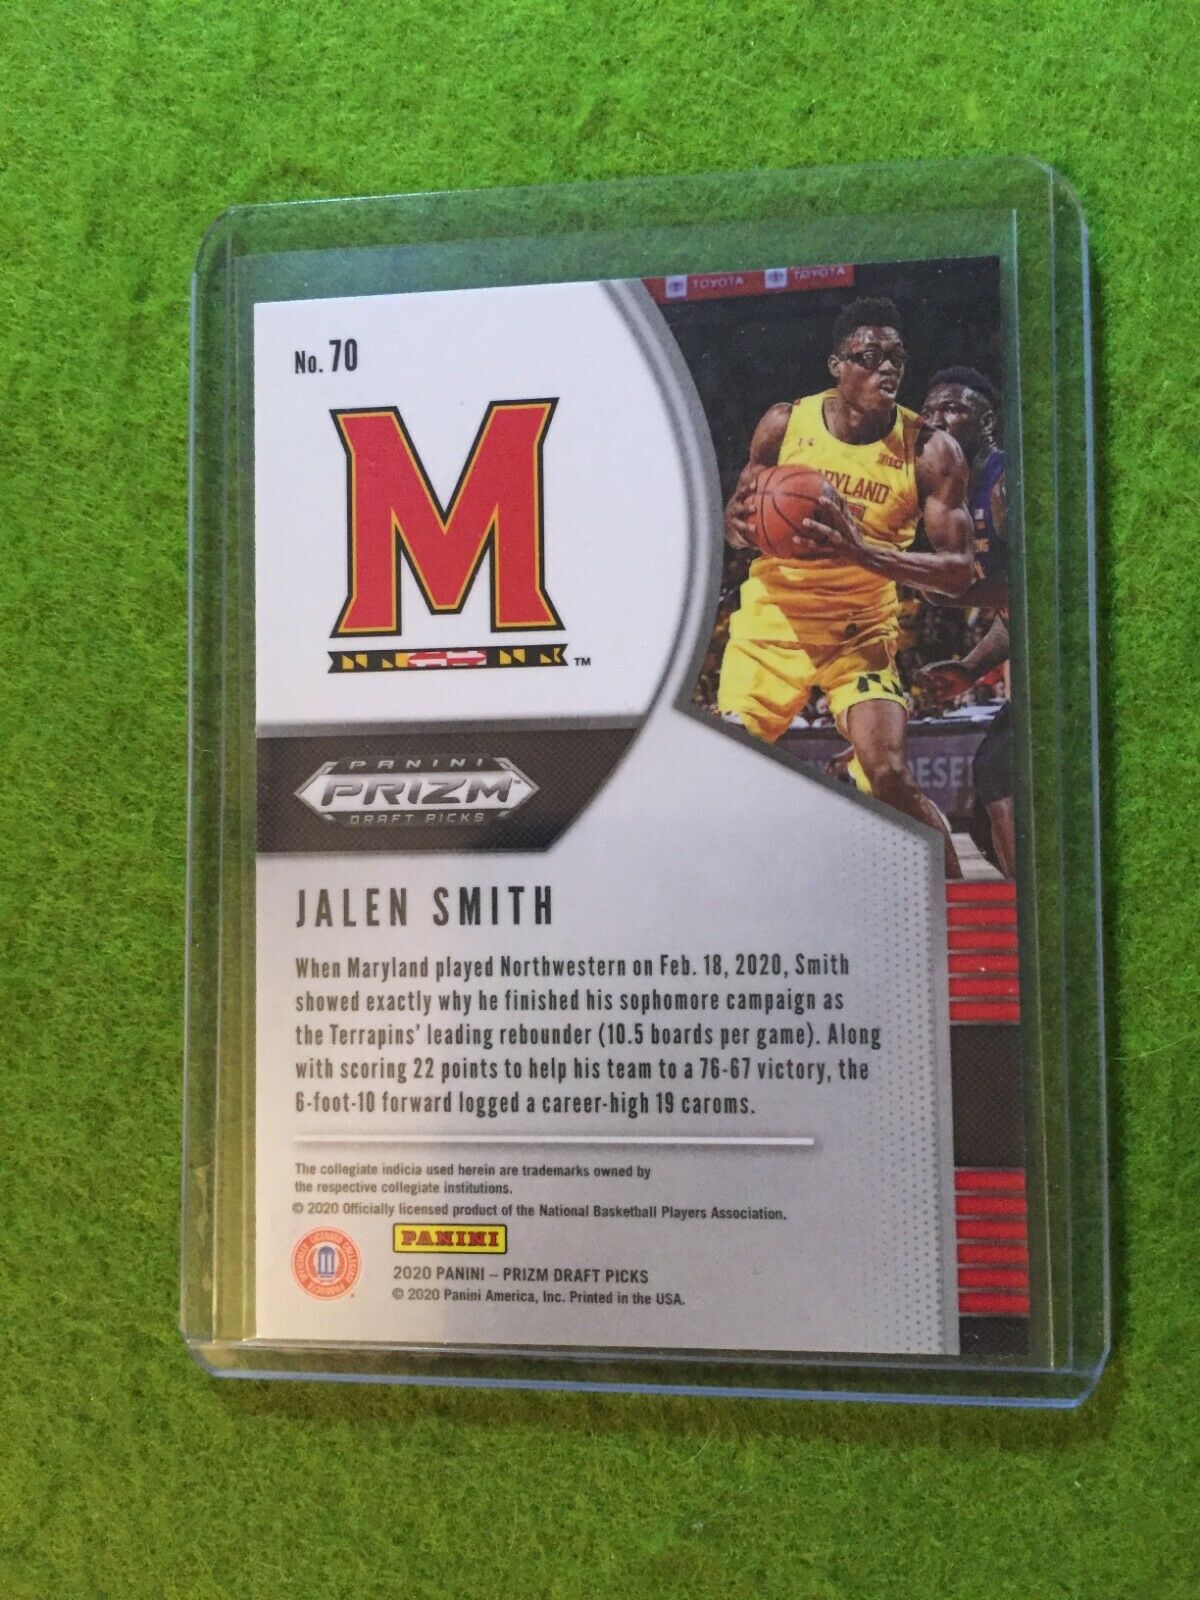 No. 70
TOYOTA
TOYOTA
M
TM
PANINI
PRIZM
DRAFT PICKS
JALEN SMITH
When Maryland played Northwestern on Feb. 18, 2020, Smith
showed exactly why he finished his sophomore campaign as
the Terrapins' leading rebounder (10.5 boards per game). Along
with scoring 22 points to help his team to a 76-67 victory, the
6-foot-10 forward logged a career-high 19 caroms.
The collegiate indicia used herein are trademarks owned by
the respective collegiate institutions.
© 2020 Officially licensed product of the National Basketball Players Association.
PANINI
2020 PANINI – PRIZM DRAFT PICKS
© 2020 Panini America, Inc. Printed in the USA.